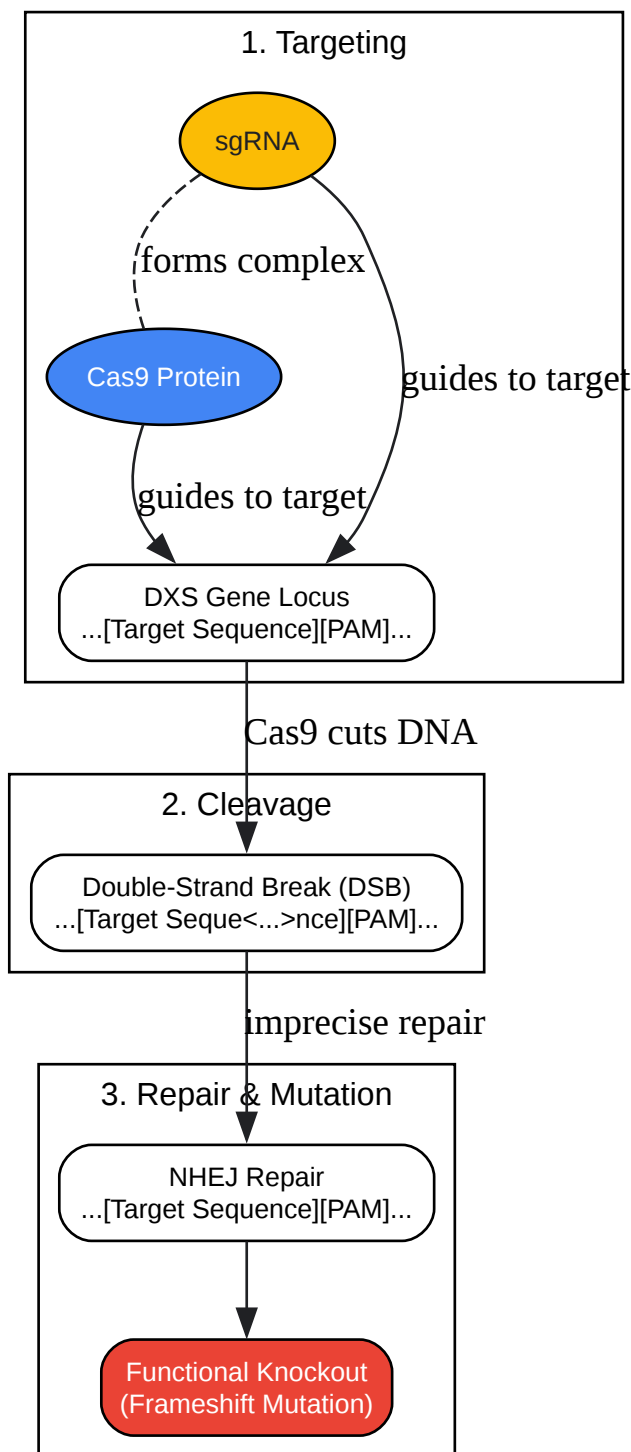 1. Targeting
sgRNA
forms complex
Cas9 Protein
guides to target
guides to target
DXS Gene Locus
...[Target Sequence][PAM]...
Cas9 cuts DNA
2. Cleavage
Double-Strand Break (DSB)
...[Target Seque<...>nce][PAM]...
imprecise repair
3. Repair & Mutation
NHEJ Repair
...[Target Sequence][PAM]...
Functional Knockout
(Frameshift Mutation)